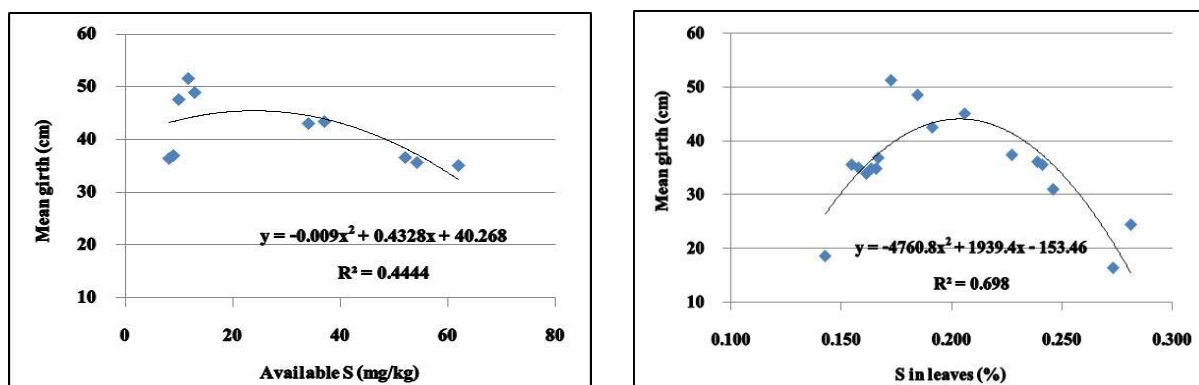 60
50
40
30
20
10
Mean girth (cm)
y = -0.009x² + 0.4328x + 40.268
R² = 0.4444
0 20 40 60 80
Available S (mg/kg)
60
50
40
30
20
10
Mean girth (cm)
y = -4760.8x² + 1939.4x - 153.46
R² = 0.698
0.100 0.150 0.200 0.250 0.300
S in leaves (%)